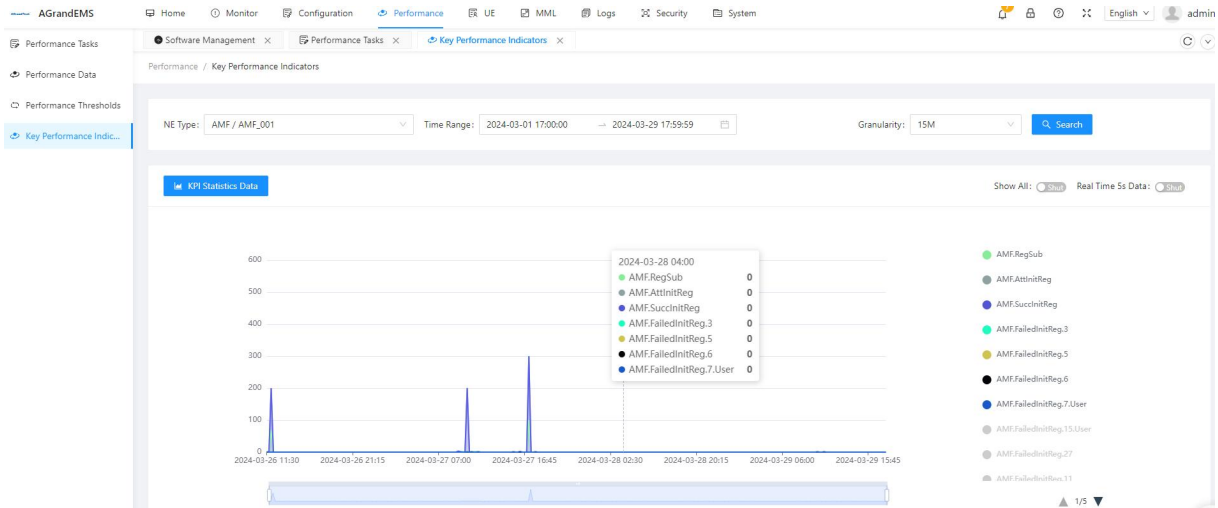 AGrandEMS Home Monitor Configuration Performance UE MML Logs Security System English admin
Performance Tasks
Performance Data
Performance Thresholds
Key Performance Indic...
Software Management Performance Tasks Key Performance Indicators
Performance / Key Performance Indicators
NE Type: AMF / AMF_001 Time Range: 2024-03-01 17:00:00 → 2024-03-29 17:59:59 Granularity: 15M Search
KPI Statistics Data Show All: Shut Real Time 5s Data: Shut
600
500
400
300
200
100
0
2024-03-26 11:30 2024-03-26 21:15 2024-03-27 07:00 2024-03-27 16:45 2024-03-28 02:30 2024-03-28 20:15 2024-03-29 06:00 2024-03-29 15:45
2024-03-28 04:00
AMF.RegSub 0
AMF.AttInitReg 0
AMF.SuccInitReg 0
AMF.FailedInitReg.3 0
AMF.FailedInitReg.5 0
AMF.FailedInitReg.6 0
AMF.FailedInitReg.7.User 0
AMF.RegSub
AMF.AttInitReg
AMF.SuccInitReg
AMF.FailedInitReg.3
AMF.FailedInitReg.5
AMF.FailedInitReg.6
AMF.FailedInitReg.7.User
AMF.FailedInitReg.15.User
AMF.FailedInitReg.27
AMF.FailedInitReg.11
1/5